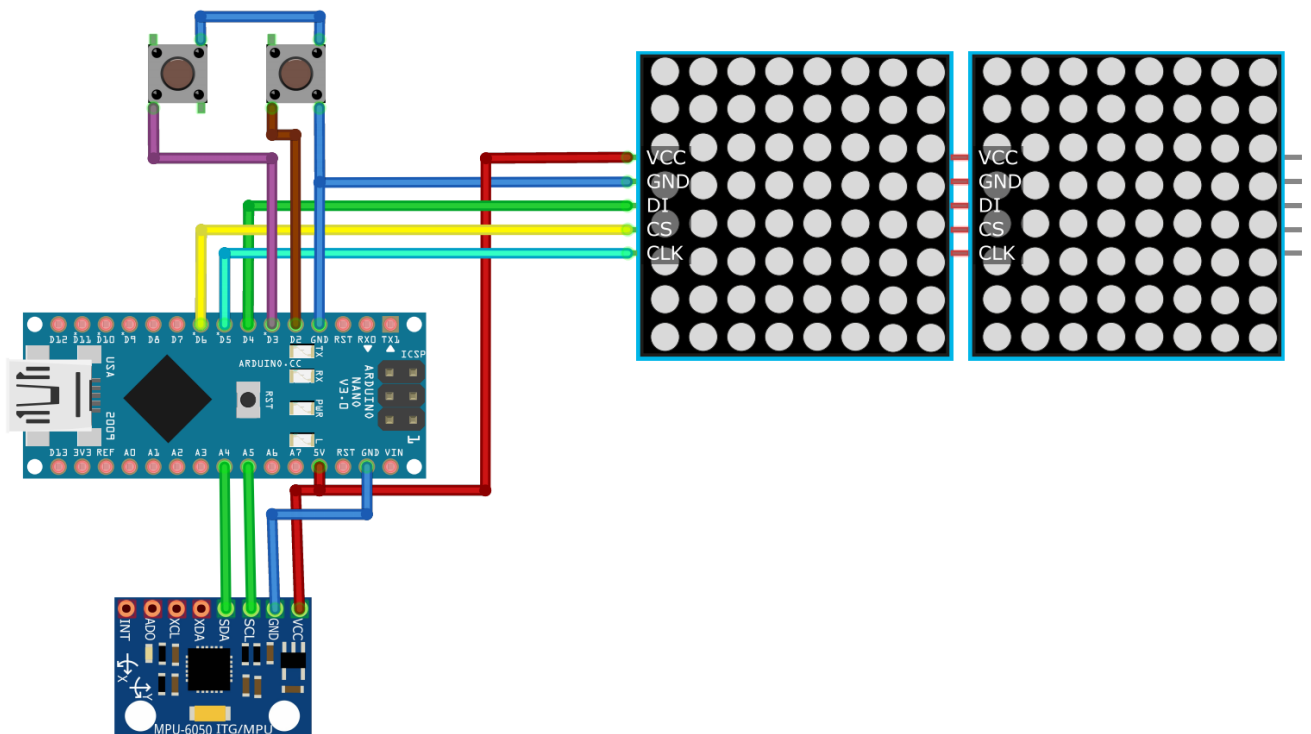 VCC
GND
DI
CS
CLK
VCC
GND
DI
CS
CLK
D12 D11 D10 D9 D8 D7 D6 D5 D4 D3 D2 GND RST RX0 TX1
USA
2009
ARDUINO.CC
RST
TX
RX
PWR
L
ARDUINO
NANO
V3.0
ICSP
1
D13 3V3 REF A0 A1 A2 A3 A4 A5 A6 A7 5V RST GND VIN
INT
ADO
XCL
XDA
SDA
SCL
GND
VCC
X
Y
MPU-6050 ITG/MPU